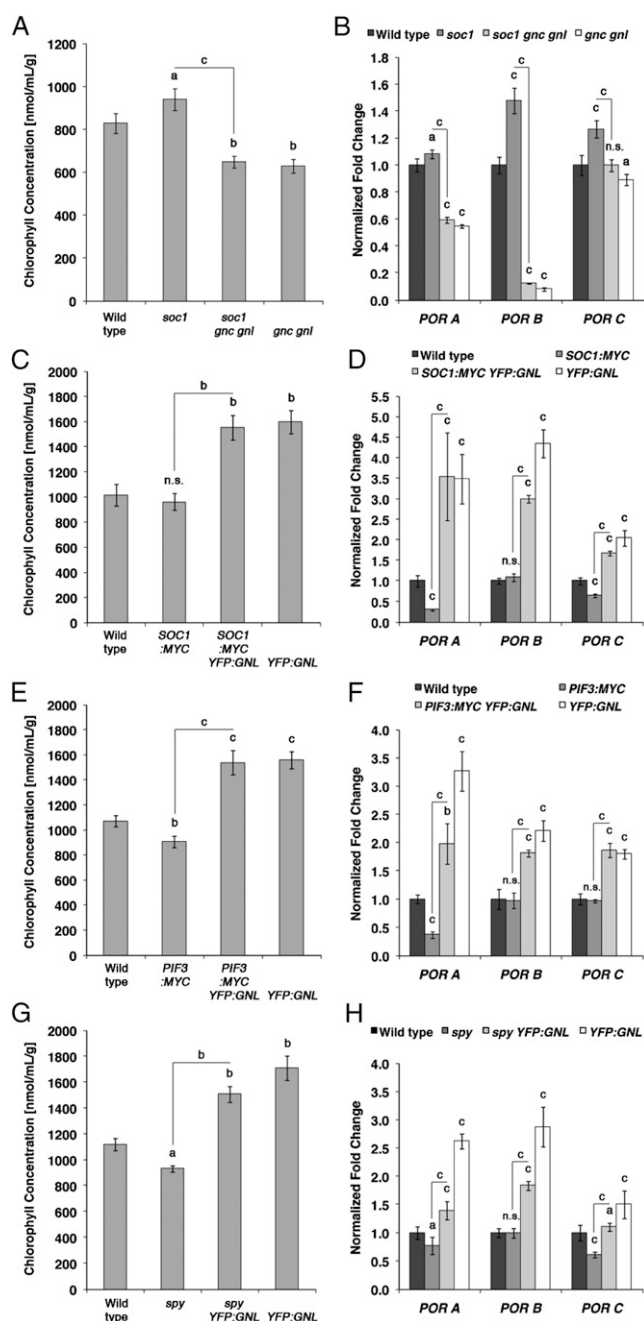 A
Chlorophyll Concentration [nmol/mL/g]
1200
1000
800
600
400
200
0
a
c
b
b
Wild type
soc1
soc1 gnc gnl
gnc gnl
B
Wild type soc1 soc1 gnc gnl gnc gnl
Normalized Fold Change
1.8
1.6
1.4
1.2
1.0
0.8
0.6
0.4
0.2
0.0
a
c
c
c
c
c
c
c
c
c
n.s.
a
POR A
POR B
POR C
C
Chlorophyll Concentration [nmol/mL/g]
2000
1800
1600
1400
1200
1000
800
600
400
200
0
n.s.
b
b
b
Wild type
SOC1 :MYC
SOC1 :MYC YFP:GNL
YFP:GNL
D
Wild type SOC1:MYC
SOC1:MYC YFP:GNL YFP:GNL
Normalized Fold Change
5.0
4.5
4.0
3.5
3.0
2.5
2.0
1.5
1.0
0.5
0.0
c
c
c
c
n.s.
c
c
c
c
c
c
c
POR A
POR B
POR C
E
Chlorophyll Concentration [nmol/mL/g]
2000
1800
1600
1400
1200
1000
800
600
400
200
0
b
c
c
c
Wild type
PIF3 :MYC
PIF3 :MYC YFP:GNL
YFP:GNL
F
Wild type PIF3:MYC
PIF3:MYC YFP:GNL YFP:GNL
Normalized Fold Change
4.0
3.5
3.0
2.5
2.0
1.5
1.0
0.5
0.0
c
c
b
c
n.s.
c
c
c
n.s.
c
c
c
POR A
POR B
POR C
G
Chlorophyll Concentration [nmol/mL/g]
2000
1800
1600
1400
1200
1000
800
600
400
200
0
a
b
b
b
Wild type
spy
spy YFP:GNL
YFP:GNL
H
Wild type spy spy YFP:GNL YFP:GNL
Normalized Fold Change
4.0
3.5
3.0
2.5
2.0
1.5
1.0
0.5
0.0
a
c
c
c
n.s.
c
c
c
c
c
a
c
POR A
POR B
POR C